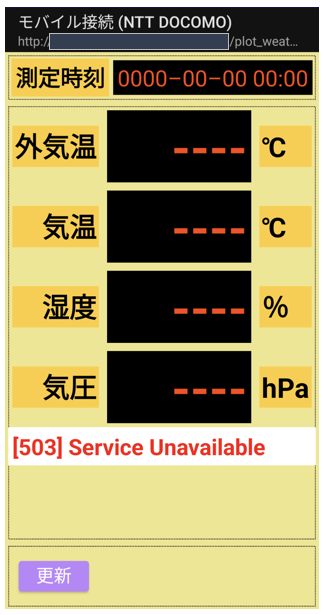 モバイル接続 (NTT DOCOMO)
http:/ /plot_weat…
測定時刻 0000-00-00 00:00
外気温 ---- ℃
気温 ---- ℃
湿度 ---- %
気圧 ---- hPa
[503] Service Unavailable
更新